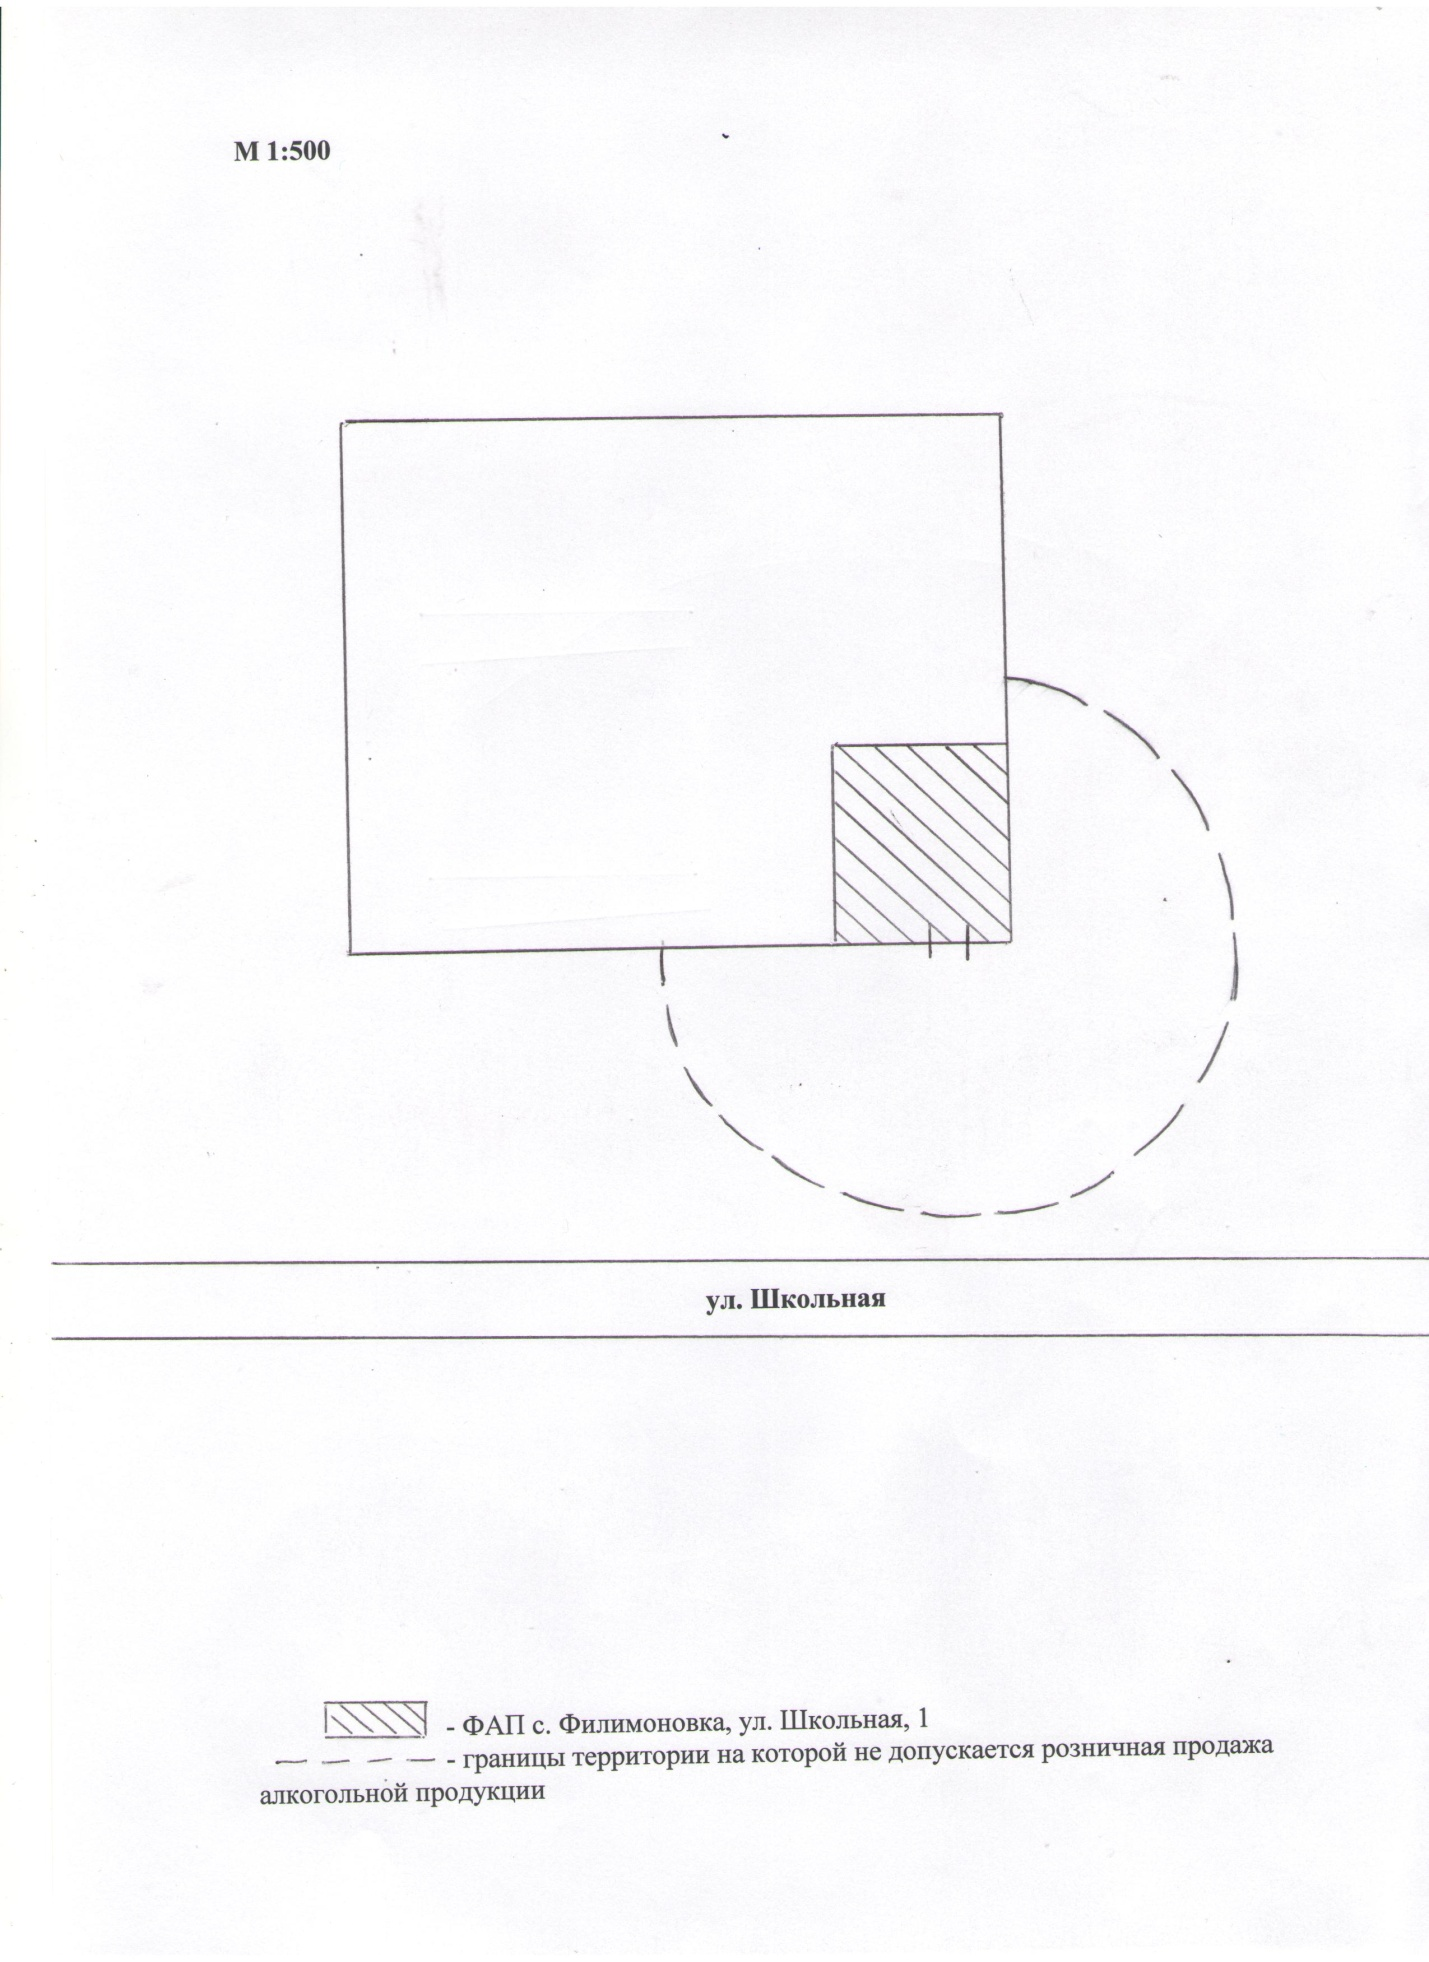 М 1:500
ул. Школьная
- ФАП с. Филимоновка, ул. Школьная, 1
- границы территории на которой не допускается розничная продажа
алкогольной продукции